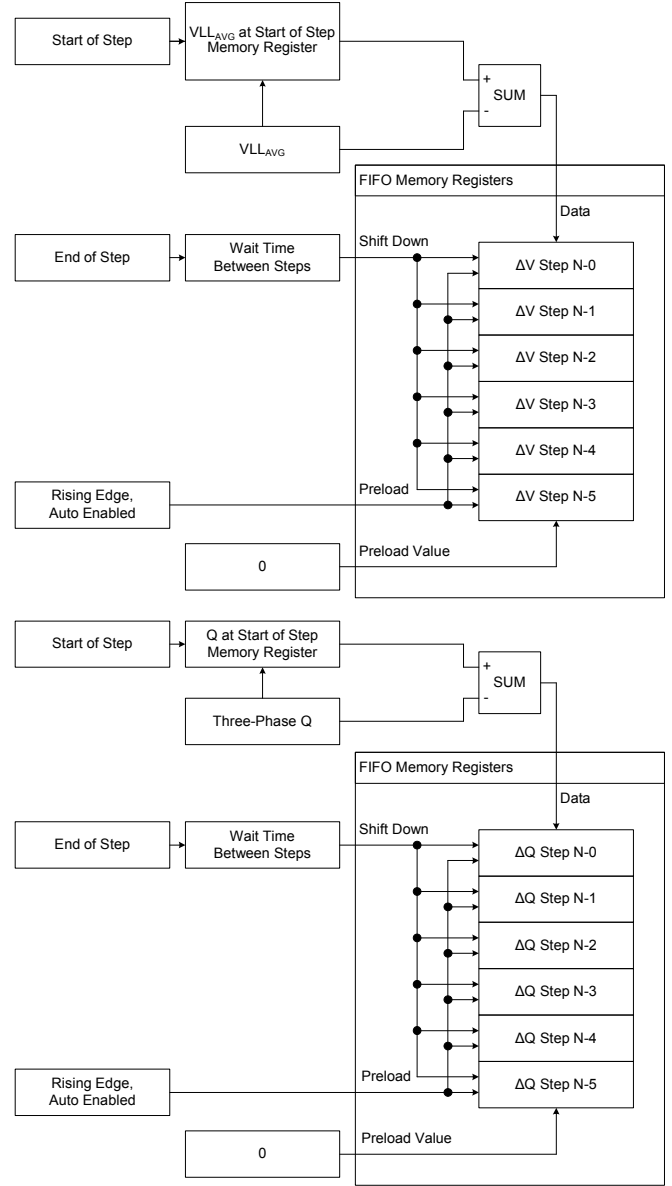 Start of Step
VLLAVG at Start of Step
Memory Register
+
SUM
-
VLLAVG
FIFO Memory Registers
Data
End of Step
Wait Time
Between Steps
Shift Down
ΔV Step N-0
ΔV Step N-1
ΔV Step N-2
ΔV Step N-3
ΔV Step N-4
ΔV Step N-5
Rising Edge,
Auto Enabled
Preload
0
Preload Value
Start of Step
Q at Start of Step
Memory Register
+
SUM
-
Three-Phase Q
FIFO Memory Registers
Data
End of Step
Wait Time
Between Steps
Shift Down
ΔQ Step N-0
ΔQ Step N-1
ΔQ Step N-2
ΔQ Step N-3
ΔQ Step N-4
ΔQ Step N-5
Rising Edge,
Auto Enabled
Preload
0
Preload Value